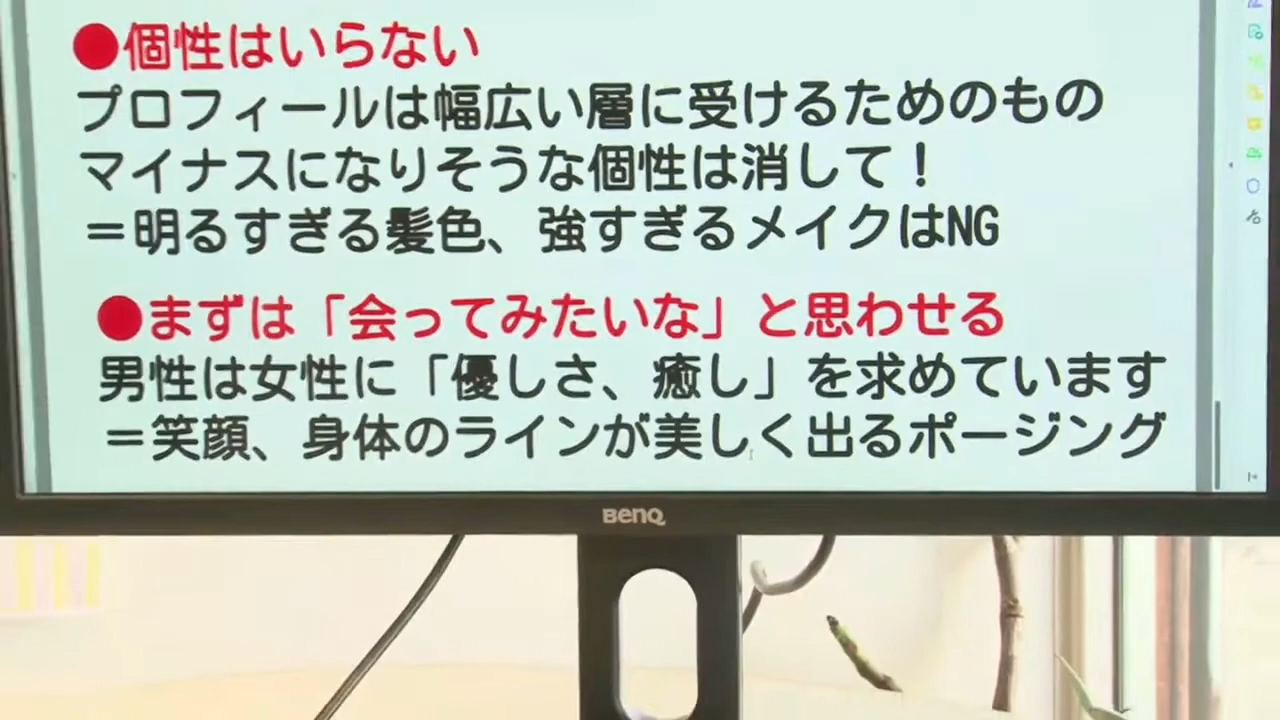 ●個性はいらない
プロフィールは幅広い層に受けるためのもの
マイナスになりそうな個性は消して！
＝明るすぎる髪色、強すぎるメイクはNG
●まずは「会ってみたいな」と思わせる
男性は女性に「優しさ、癒し」を求めています
＝笑顔、身体のラインが美しく出るポージング
BenQ